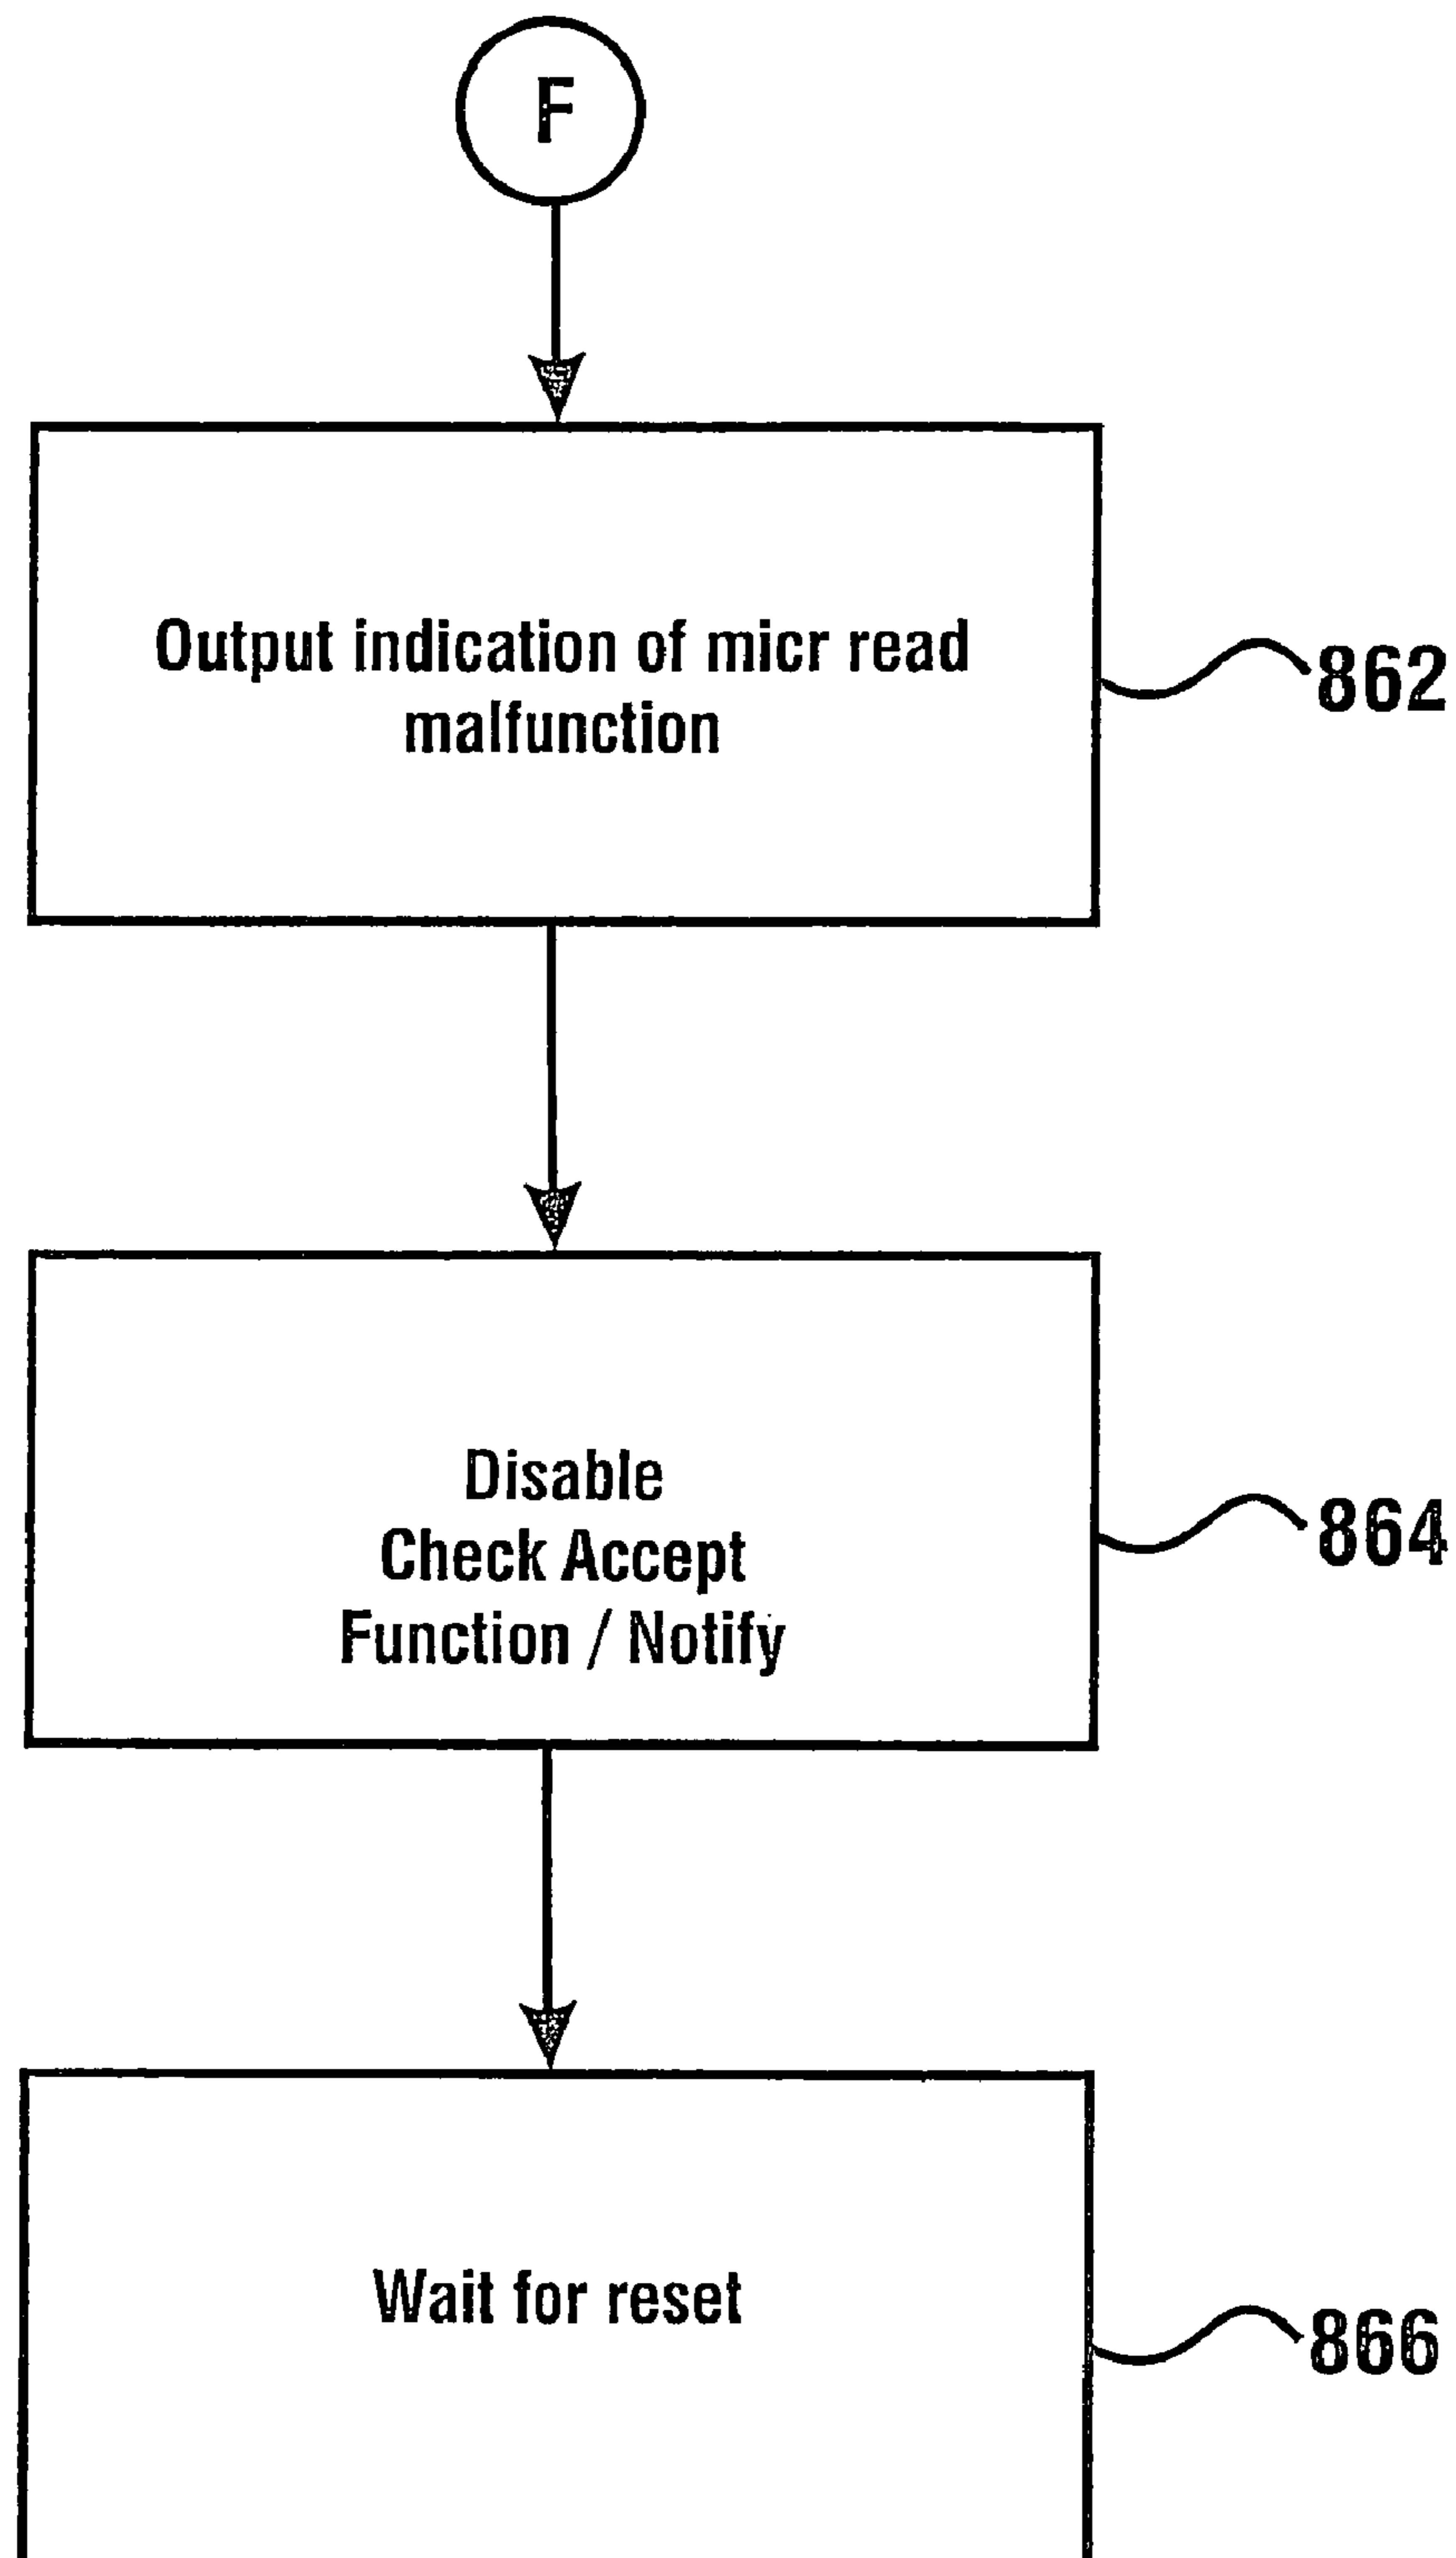 F
Output indication of micr read
malfunction
862
Disable
Check Accept
Function / Notify
864
Wait for reset
866